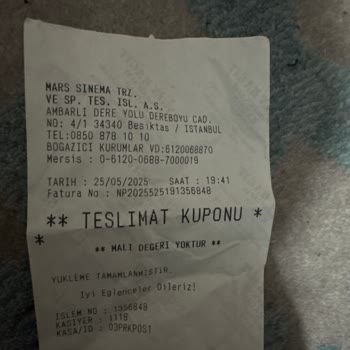 MARS SINEMA TRZ.
VE SP. TES. ISL. A.S.
AMBARLI DERE YOLU DEREBOYU CAD.
NO: 4/1 34340 Besiktas / ISTANBUL
TEL:0850 878 10 10
BOGAZICI KURUMLAR VD:6120068870
Mersis : 0-6120-0688-7000019
TARIH : 25/05/2025 SAAT : 19:41
Fatura No : NP2025525191356848
** TESLIMAT KUPONU *
*
** MALI DEGERI YOKTUR **
YUKLEME TAMAMLANMISTIR.
Iyi Eglenceler Dileriz!
ISLEM NO : 1356848
KASIYER : 1118
KASA/ID : 03PRKPOS1